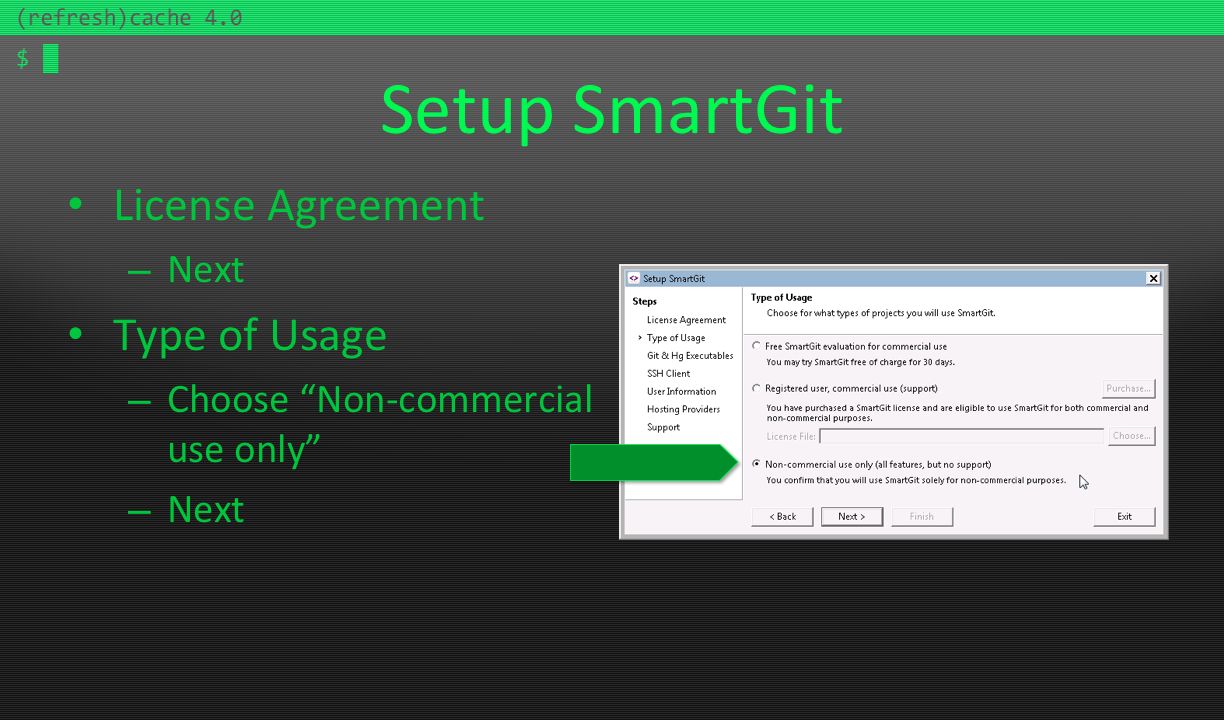 (refresh)cache 4.0
$
Setup SmartGit
• License Agreement
– Next
• Type of Usage
– Choose “Non-commercial
use only”
– Next
<> Setup SmartGit
Steps
License Agreement
› Type of Usage
Git & Hg Executables
SSH Client
User Information
Hosting Providers
Support
Type of Usage
Choose for what types of projects you will use SmartGit.
Free SmartGit evaluation for commercial use
You may try SmartGit free of charge for 30 days.
Registered user, commercial use (support)
Purchase...
You have purchased a SmartGit license and are eligible to use SmartGit for both commercial and
non-commercial purposes.
License File:
Choose...
Non-commercial use only (all features, but no support)
You confirm that you will use SmartGit solely for non-commercial purposes.
< Back
Next >
Finish
Exit